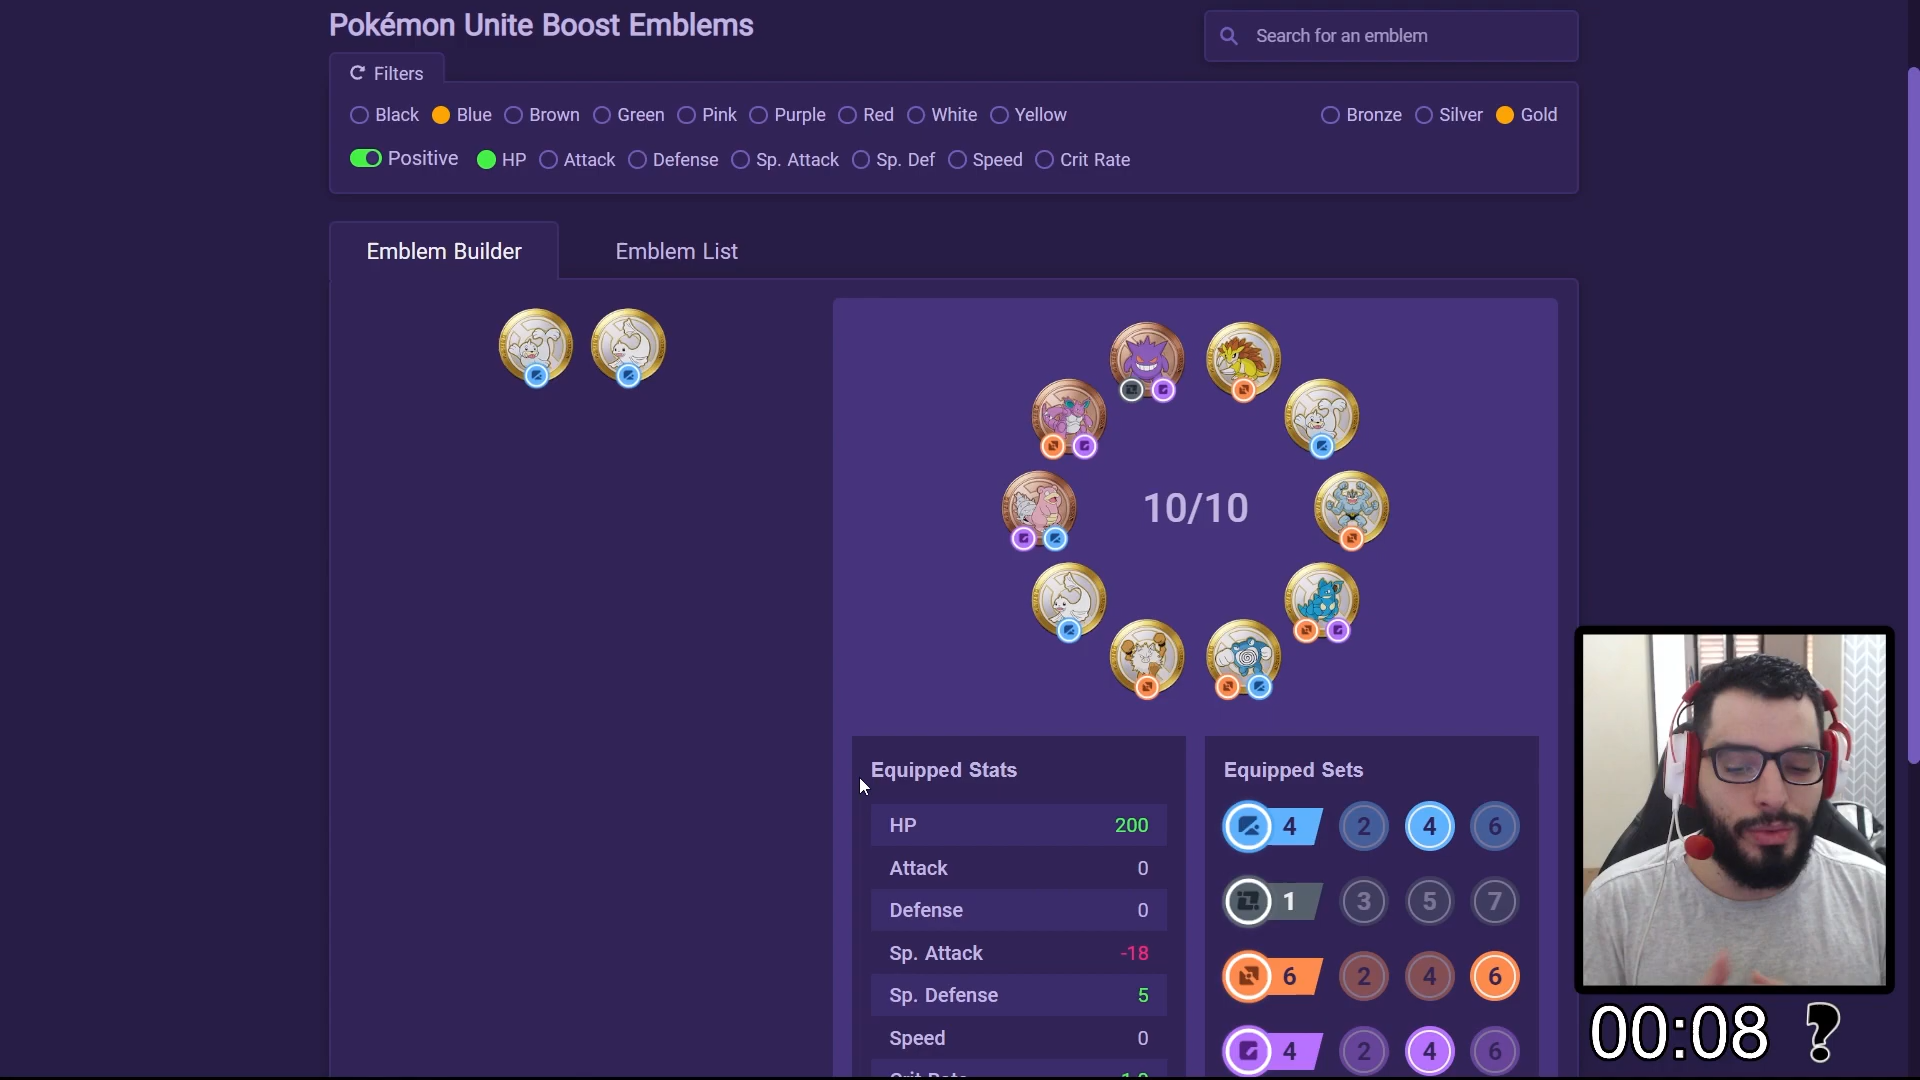 Pokémon Unite Boost Emblems
Search for an emblem
Filters
Black Blue Brown Green Pink Purple Red White Yellow Bronze Silver Gold
Positive HP Attack Defense Sp. Attack Sp. Def Speed Crit Rate
Emblem Builder Emblem List
10/10
Equipped Stats
HP 200
Attack 0
Defense 0
Sp. Attack -18
Sp. Defense 5
Speed 0
Equipped Sets
4 2 4 6
1 3 5 7
6 2 4 6
4 2 4 6
00:08 ?